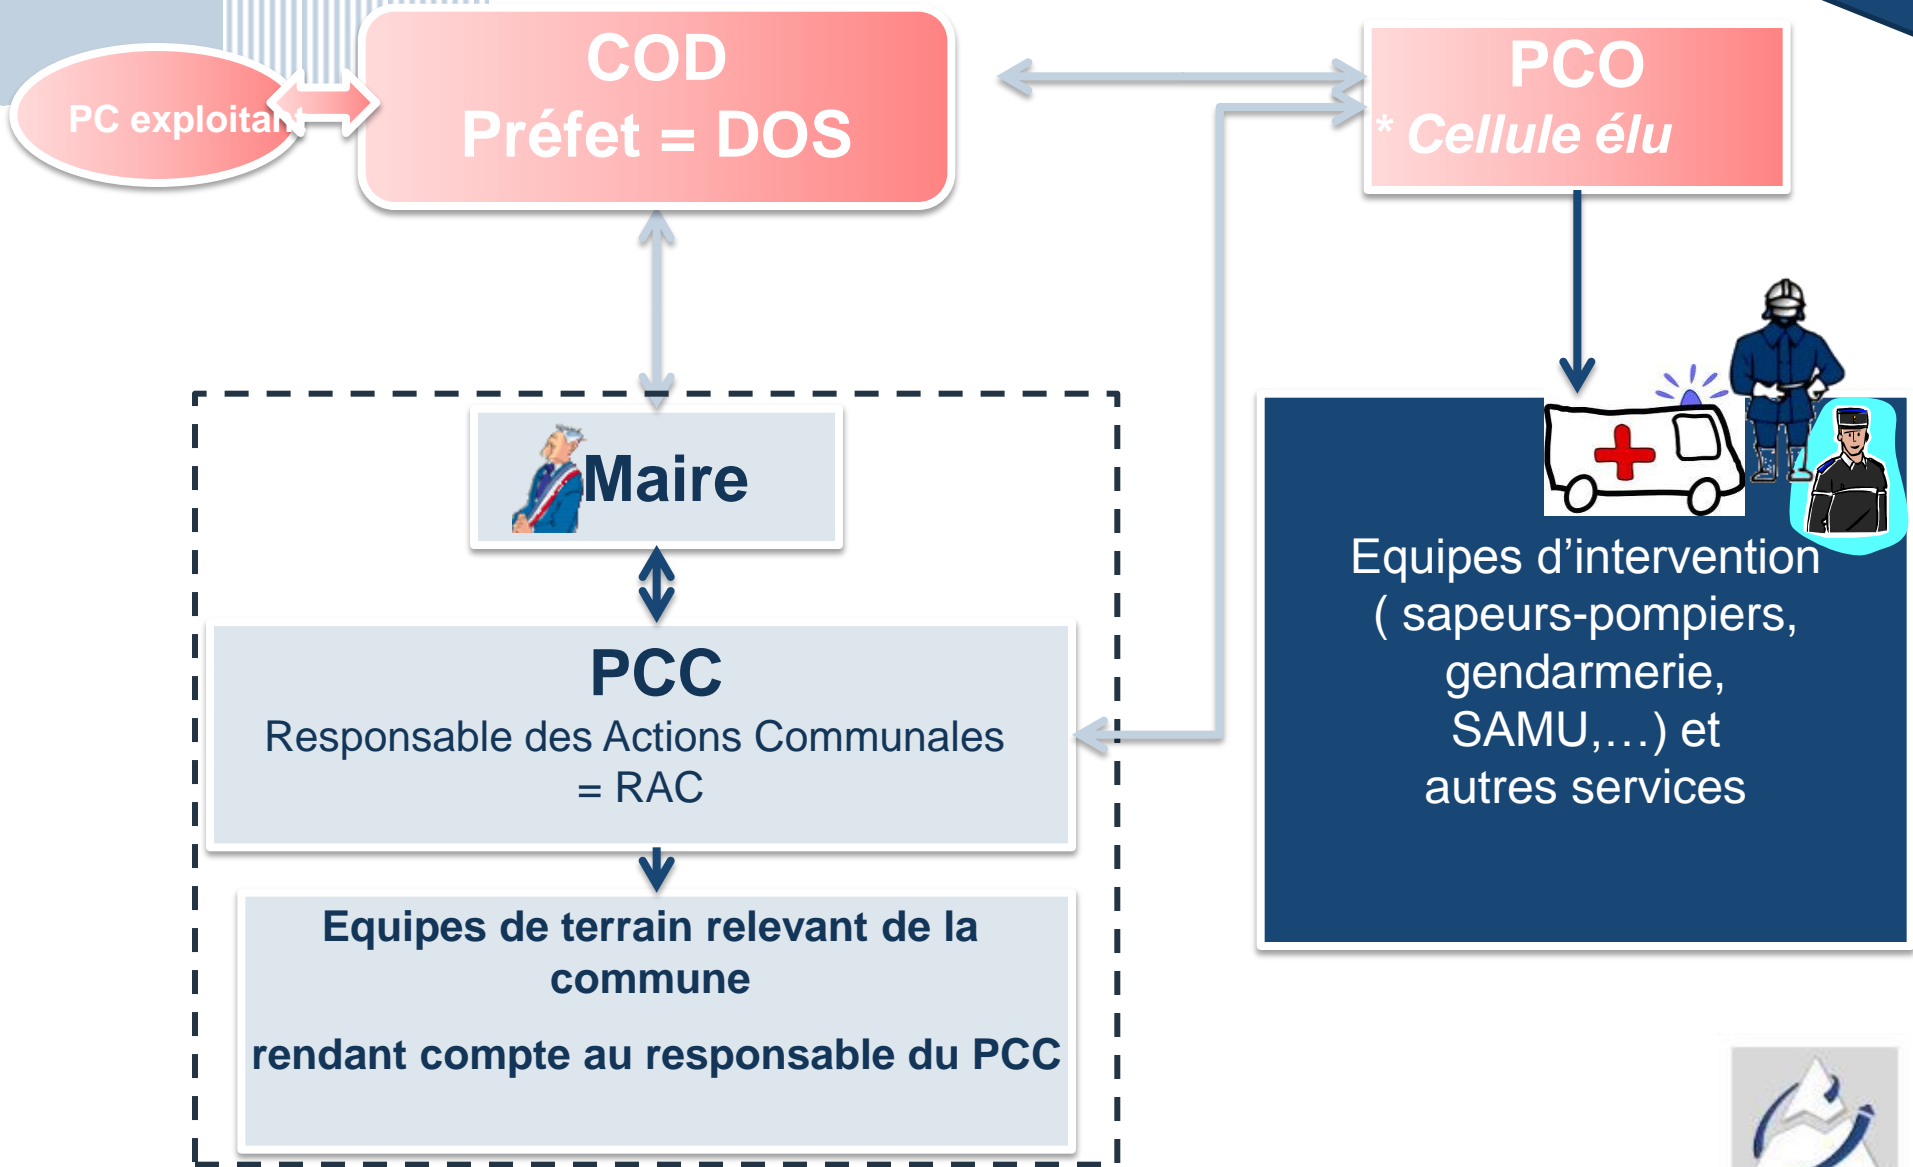 PC exploitant
COD
Préfet = DOS
PCO
* Cellule élu
Maire
PCC
Responsable des Actions Communales
= RAC
Equipes de terrain relevant de la
commune
rendant compte au responsable du PCC
Equipes d’intervention
( sapeurs-pompiers,
gendarmerie,
SAMU,…) et
autres services